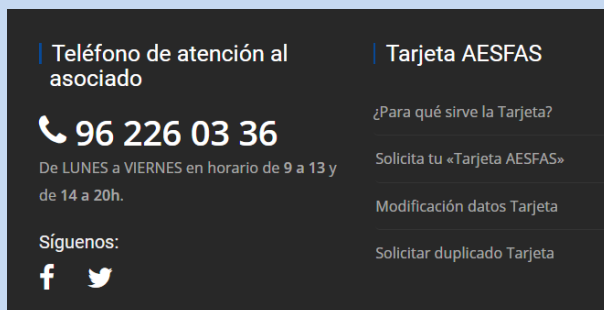 Teléfono de atención al
asociado
96 226 03 36
De LUNES a VIERNES en horario de 9 a 13 y
de 14 a 20h.
Síguenos:
Tarjeta AESFAS
¿Para qué sirve la Tarjeta?
Solicita tu «Tarjeta AESFAS»
Modificación datos Tarjeta
Solicitar duplicado Tarjeta